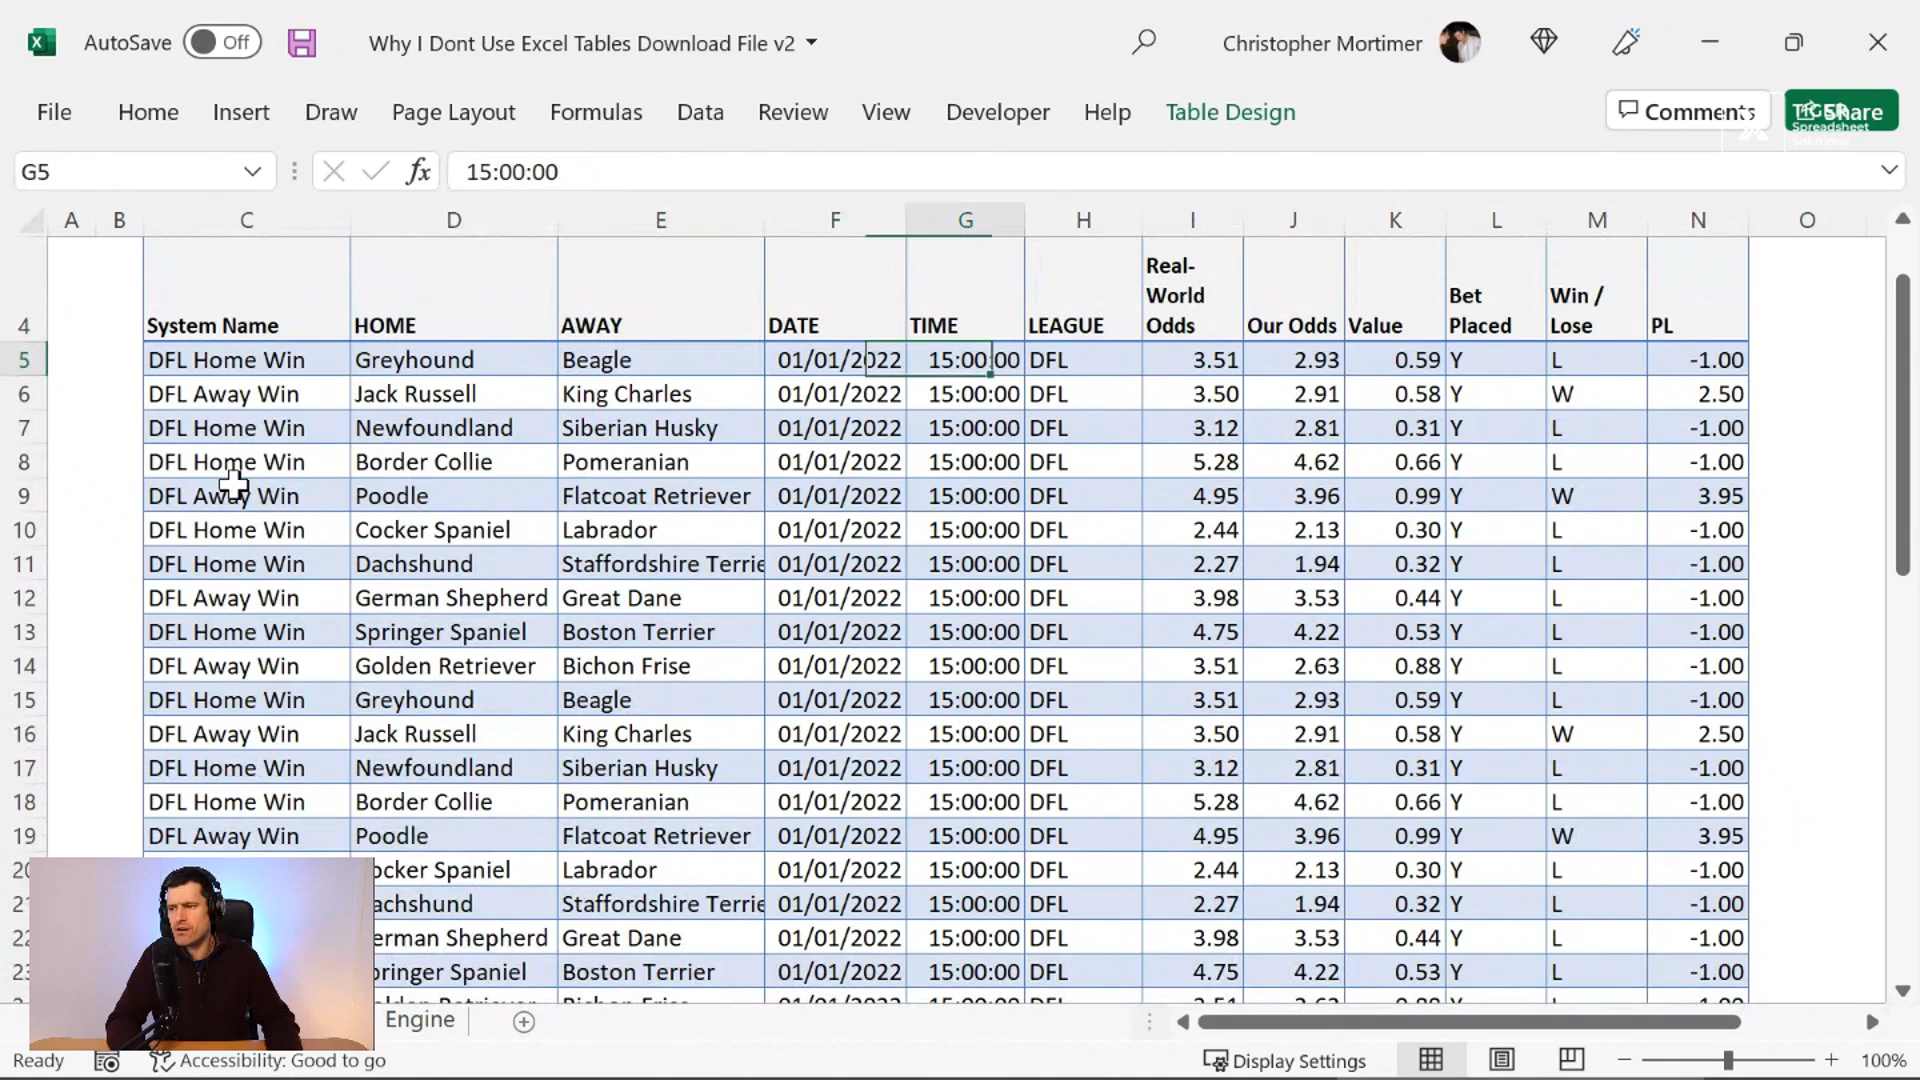 AutoSave Off Why I Dont Use Excel Tables Download File v2 Christopher Mortimer
File Home Insert Draw Page Layout Formulas Data Review View Developer Help Table Design Comments Share
TIGER
Spreadsheet
Solutions
G5 fx 15:00:00
A B C D E F G H I J K L M N O
4 System Name HOME AWAY DATE TIME LEAGUE Real-World Odds Our Odds Value Bet Placed Win / Lose PL
5 DFL Home Win Greyhound Beagle 01/01/2022 15:00:00 DFL 3.51 2.93 0.59 Y L -1.00
6 DFL Away Win Jack Russell King Charles 01/01/2022 15:00:00 DFL 3.50 2.91 0.58 Y W 2.50
7 DFL Home Win Newfoundland Siberian Husky 01/01/2022 15:00:00 DFL 3.12 2.81 0.31 Y L -1.00
8 DFL Home Win Border Collie Pomeranian 01/01/2022 15:00:00 DFL 5.28 4.62 0.66 Y L -1.00
9 DFL Away Win Poodle Flatcoat Retriever 01/01/2022 15:00:00 DFL 4.95 3.96 0.99 Y W 3.95
10 DFL Home Win Cocker Spaniel Labrador 01/01/2022 15:00:00 DFL 2.44 2.13 0.30 Y L -1.00
11 DFL Home Win Dachshund Staffordshire Terrie 01/01/2022 15:00:00 DFL 2.27 1.94 0.32 Y L -1.00
12 DFL Away Win German Shepherd Great Dane 01/01/2022 15:00:00 DFL 3.98 3.53 0.44 Y L -1.00
13 DFL Home Win Springer Spaniel Boston Terrier 01/01/2022 15:00:00 DFL 4.75 4.22 0.53 Y L -1.00
14 DFL Away Win Golden Retriever Bichon Frise 01/01/2022 15:00:00 DFL 3.51 2.63 0.88 Y L -1.00
15 DFL Home Win Greyhound Beagle 01/01/2022 15:00:00 DFL 3.51 2.93 0.59 Y L -1.00
16 DFL Away Win Jack Russell King Charles 01/01/2022 15:00:00 DFL 3.50 2.91 0.58 Y W 2.50
17 DFL Home Win Newfoundland Siberian Husky 01/01/2022 15:00:00 DFL 3.12 2.81 0.31 Y L -1.00
18 DFL Home Win Border Collie Pomeranian 01/01/2022 15:00:00 DFL 5.28 4.62 0.66 Y L -1.00
19 DFL Away Win Poodle Flatcoat Retriever 01/01/2022 15:00:00 DFL 4.95 3.96 0.99 Y W 3.95
20 ocker Spaniel Labrador 01/01/2022 15:00:00 DFL 2.44 2.13 0.30 Y L -1.00
21 achshund Staffordshire Terrie 01/01/2022 15:00:00 DFL 2.27 1.94 0.32 Y L -1.00
22 erman Shepherd Great Dane 01/01/2022 15:00:00 DFL 3.98 3.53 0.44 Y L -1.00
23 pringer Spaniel Boston Terrier 01/01/2022 15:00:00 DFL 4.75 4.22 0.53 Y L -1.00
Engine
Ready Accessibility: Good to go Display Settings 100%